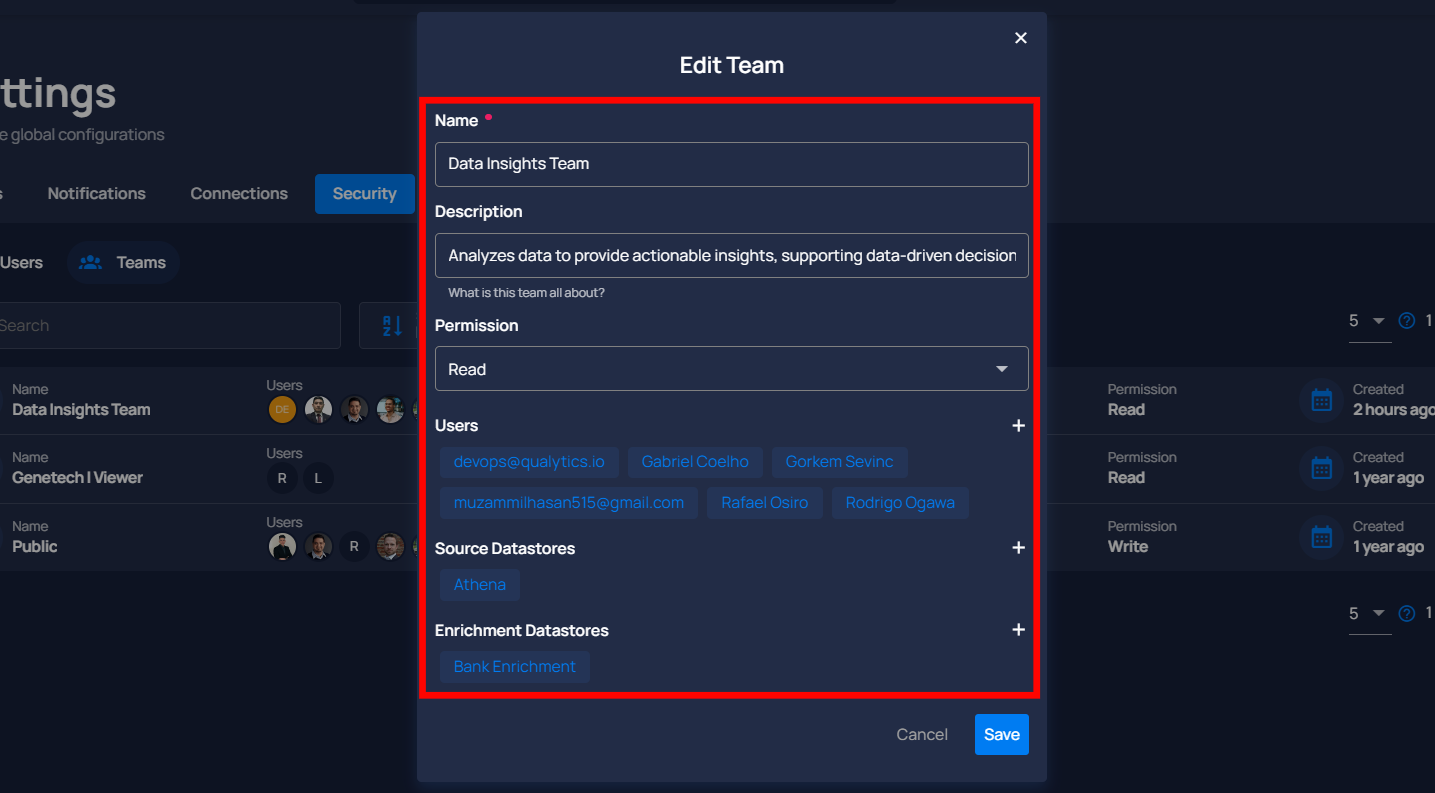 Edit Team
ttings
e global configurations
s Notifications Connections Security
Users Teams
Search
A
Z
5 1
Name
Data Insights Team
Users
DE
Permission
Read
Created
2 hours ago
Name
Genetech I Viewer
Users
R L
Permission
Read
Created
1 year ago
Name
Public
Users
R
Permission
Write
Created
1 year ago
5 1
Name
Data Insights Team
Description
Analyzes data to provide actionable insights, supporting data-driven decision
What is this team all about?
Permission
Read
Users +
devops@qualytics.io Gabriel Coelho Gorkem Sevinc
muzammilhasan515@gmail.com Rafael Osiro Rodrigo Ogawa
Source Datastores +
Athena
Enrichment Datastores +
Bank Enrichment
Cancel Save